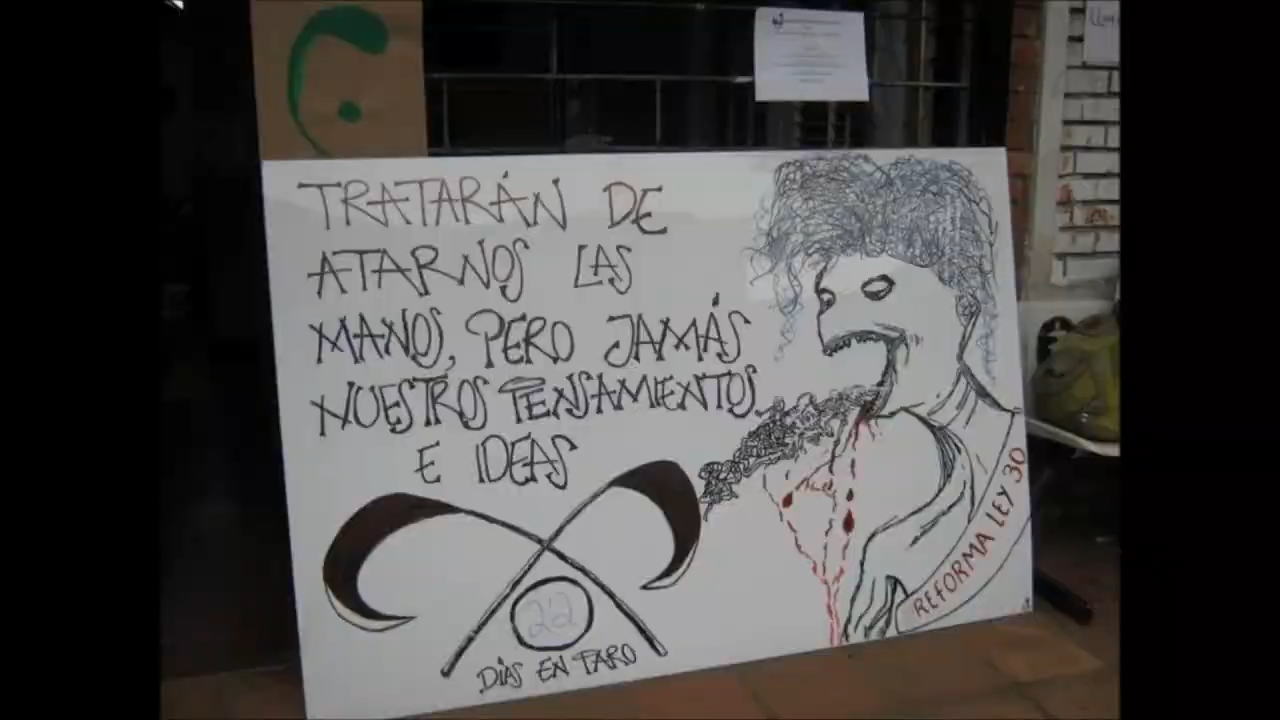 TRATARÁN DE
ATARNOS LAS
MANOS, PERO JAMÁS
NUESTROS PENSAMIENTOS
E IDEAS
22
DÍAS EN PARO
REFORMA LEY 30